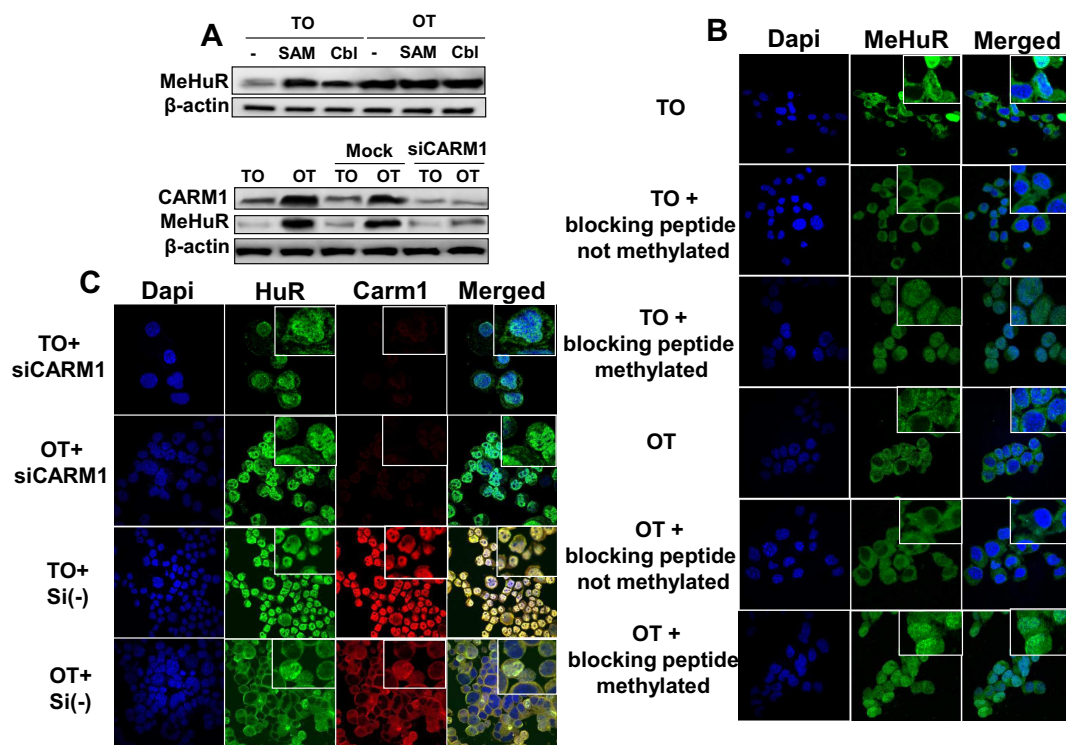 A
TO OT
- SAM Cbl - SAM Cbl
MeHuR
β-actin
Mock siCARM1
TO OT TO OT TO OT
CARM1
MeHuR
β-actin
B
Dapi MeHuR Merged
TO
TO +
blocking peptide
not methylated
TO +
blocking peptide
methylated
OT
OT +
blocking peptide
not methylated
OT +
blocking peptide
methylated
C
Dapi HuR Carm1 Merged
TO+
siCARM1
OT+
siCARM1
TO+
Si(-)
OT+
Si(-)